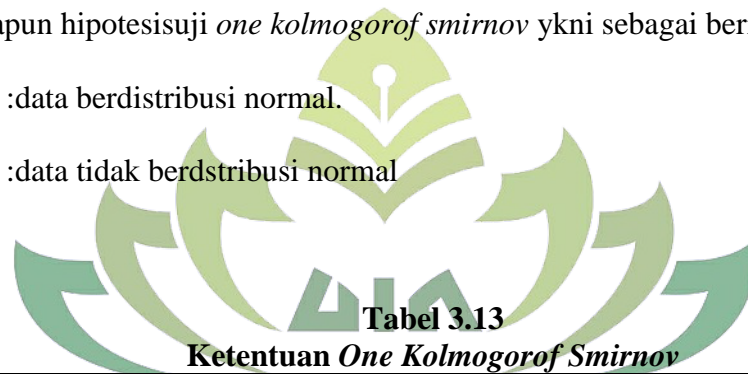 apun hipotesisuji one kolmogorof smirnov ykni sebagai ber
:data berdistribusi normal.
:data tidak berdstribusi normal
UIN
Tabel 3.13
Ketentuan One Kolmogorof Smirnov